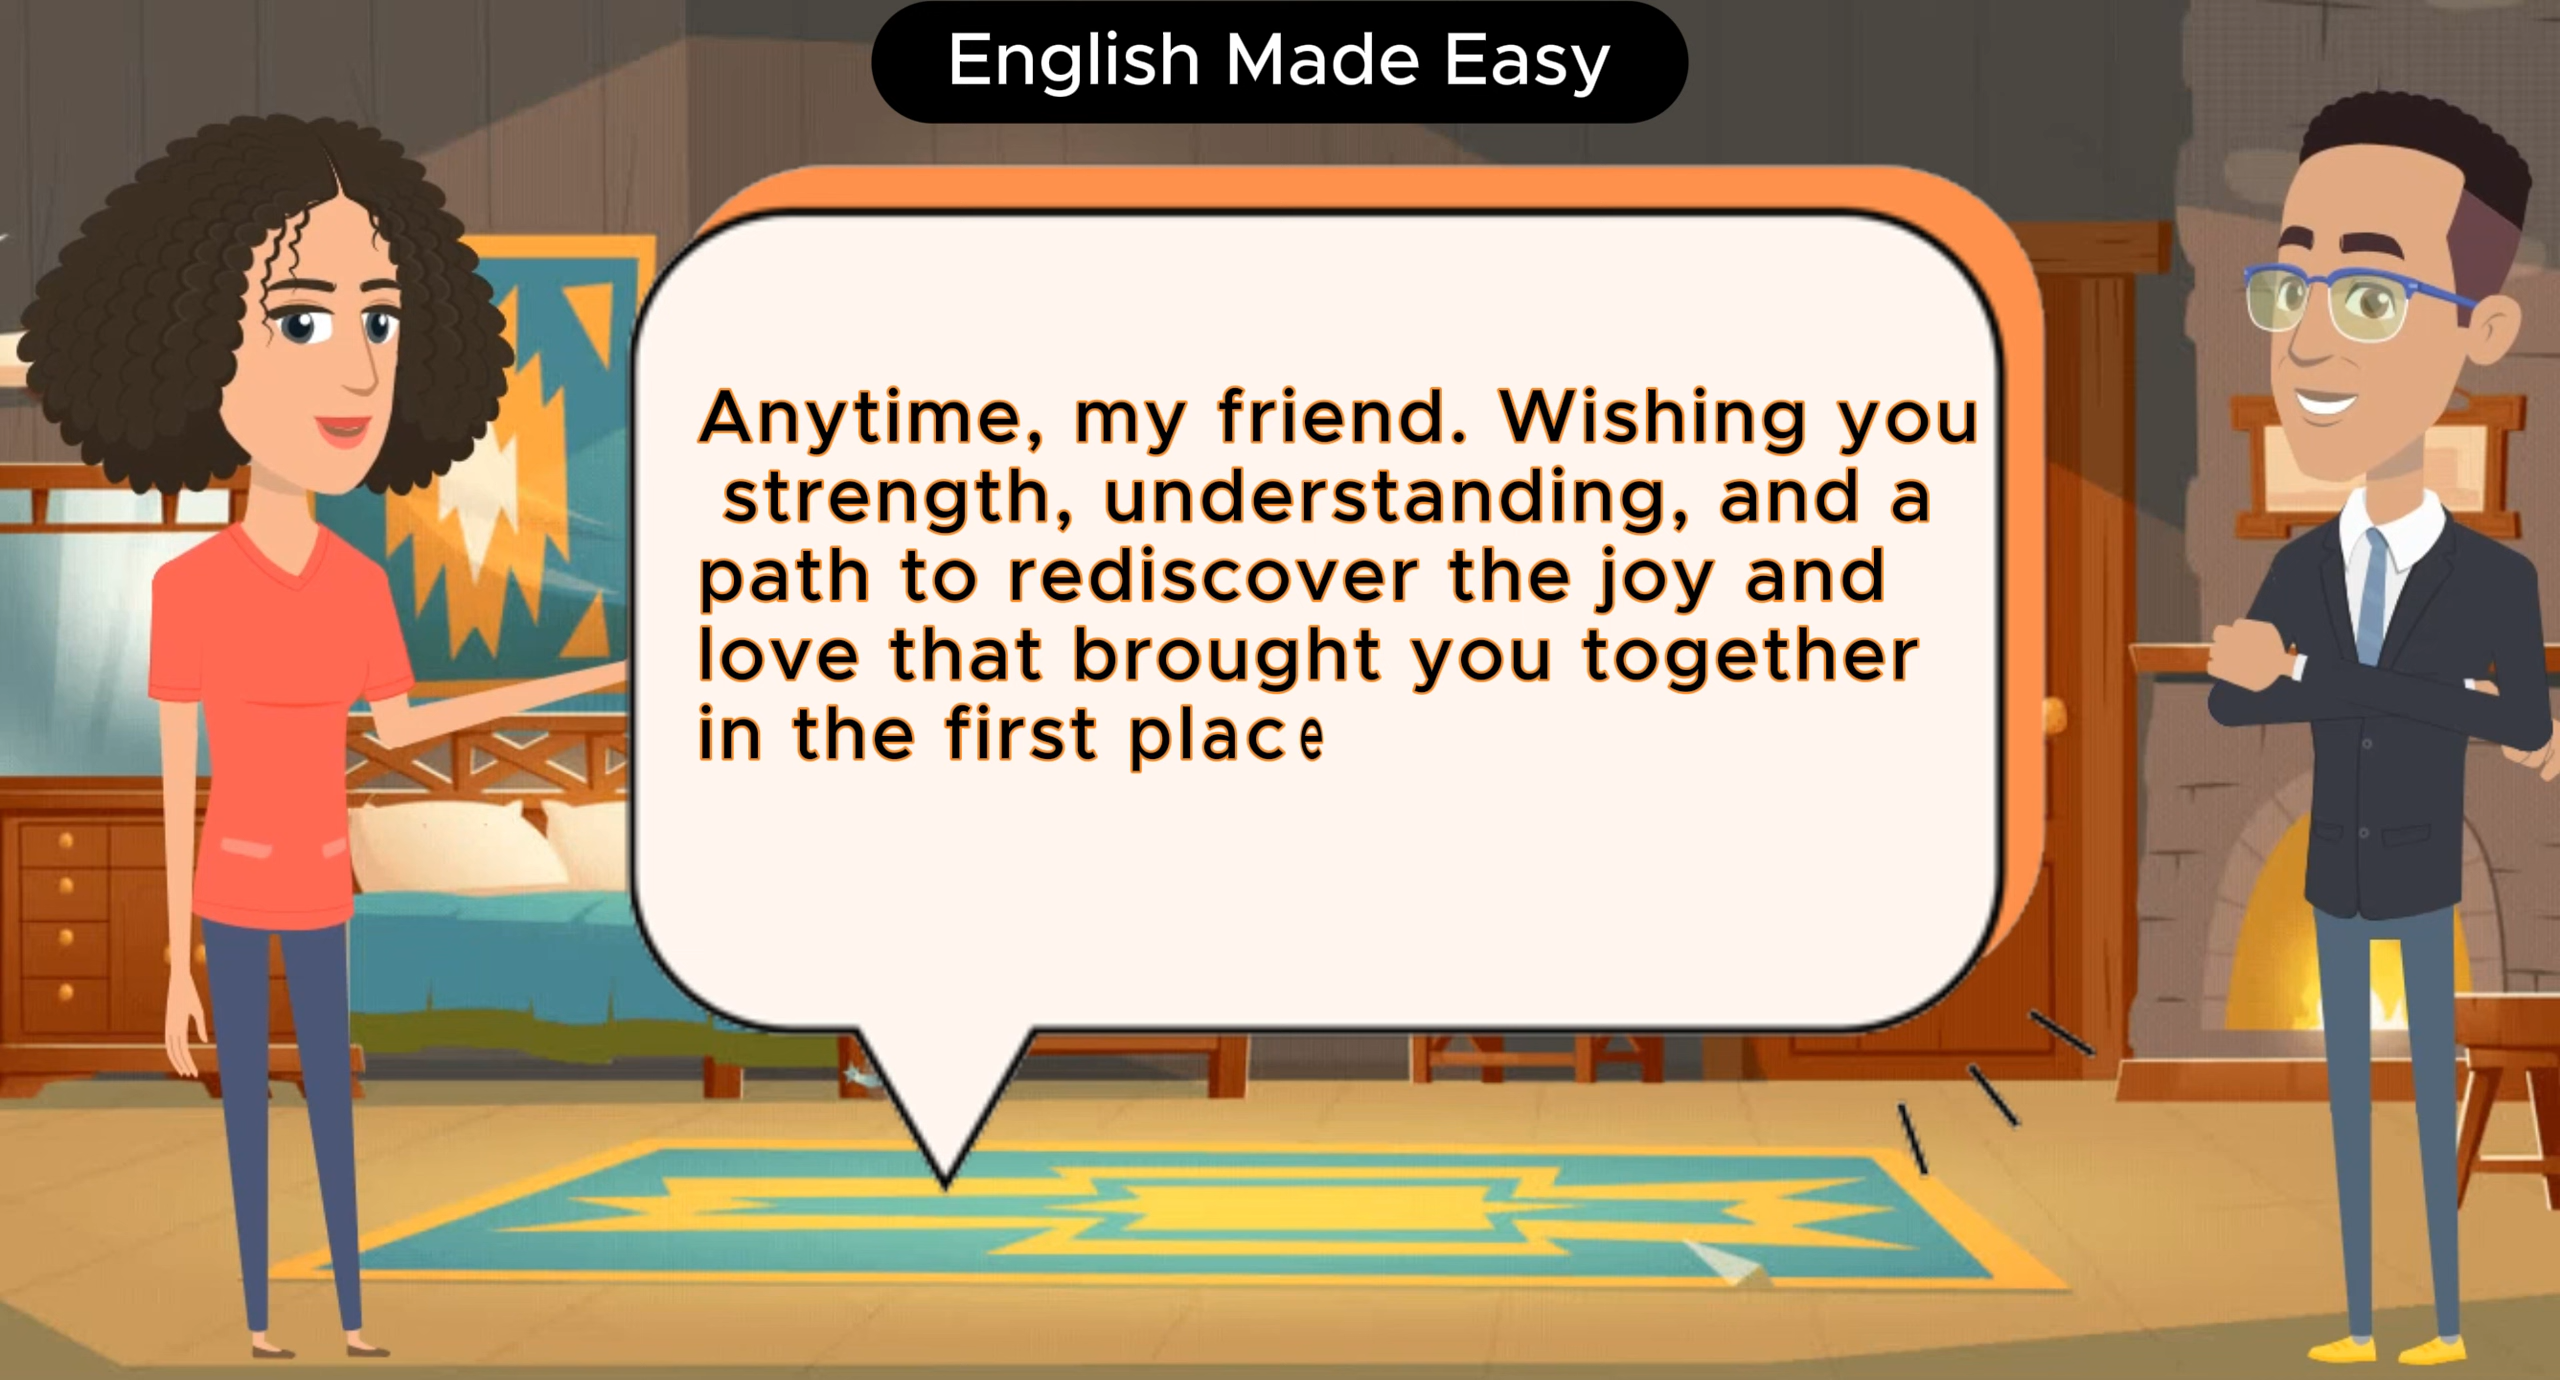 English Made Easy
Anytime, my friend. Wishing you
strength, understanding, and a
path to rediscover the joy and
love that brought you together
in the first place